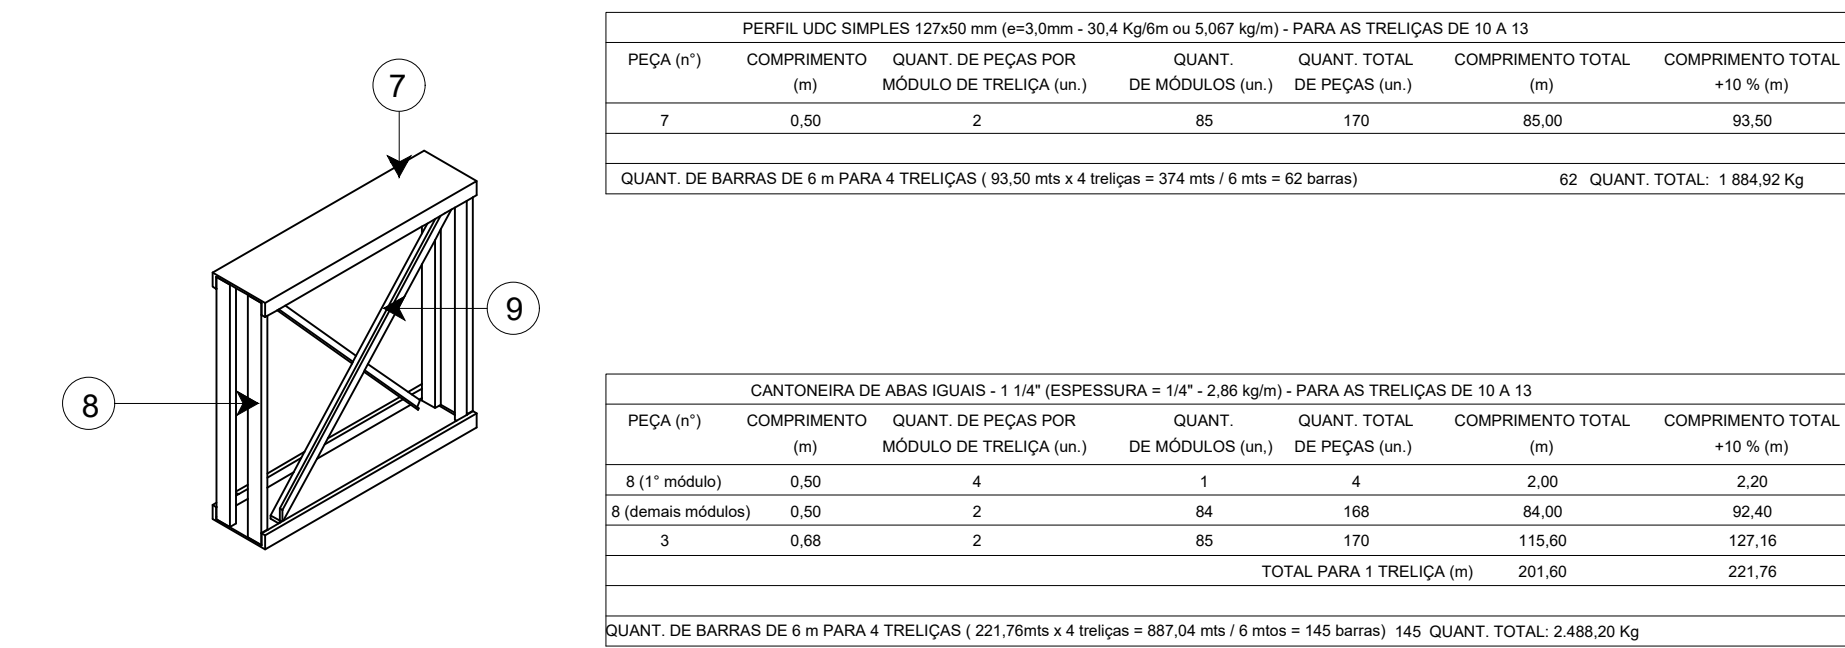 7
9
8
PERFIL UDC SIMPLES 127x50 mm (e=3,0mm - 30,4 Kg/6m ou 5,067 kg/m) - PARA AS TRELIÇAS DE 10 A 13
PEÇA (n°) COMPRIMENTO QUANT. DE PEÇAS POR QUANT. QUANT. TOTAL COMPRIMENTO TOTAL COMPRIMENTO TOTAL
(m) MÓDULO DE TRELIÇA (un.) DE MÓDULOS (un.) DE PEÇAS (un.) (m) +10 % (m)
7 0,50 2 85 170 85,00 93,50
QUANT. DE BARRAS DE 6 m PARA 4 TRELIÇAS ( 93,50 mts x 4 treliças = 374 mts / 6 mts = 62 barras) 62 QUANT. TOTAL: 1 884,92 Kg
CANTONEIRA DE ABAS IGUAIS - 1 1/4" (ESPESSURA = 1/4" - 2,86 kg/m) - PARA AS TRELIÇAS DE 10 A 13
PEÇA (n°) COMPRIMENTO QUANT. DE PEÇAS POR QUANT. QUANT. TOTAL COMPRIMENTO TOTAL COMPRIMENTO TOTAL
(m) MÓDULO DE TRELIÇA (un.) DE MÓDULOS (un,) DE PEÇAS (un.) (m) +10 % (m)
8 (1° módulo) 0,50 4 1 4 2,00 2,20
8 (demais módulos) 0,50 2 84 168 84,00 92,40
3 0,68 2 85 170 115,60 127,16
TOTAL PARA 1 TRELIÇA (m) 201,60 221,76
QUANT. DE BARRAS DE 6 m PARA 4 TRELIÇAS ( 221,76mts x 4 treliças = 887,04 mts / 6 mtos = 145 barras) 145 QUANT. TOTAL: 2.488,20 Kg